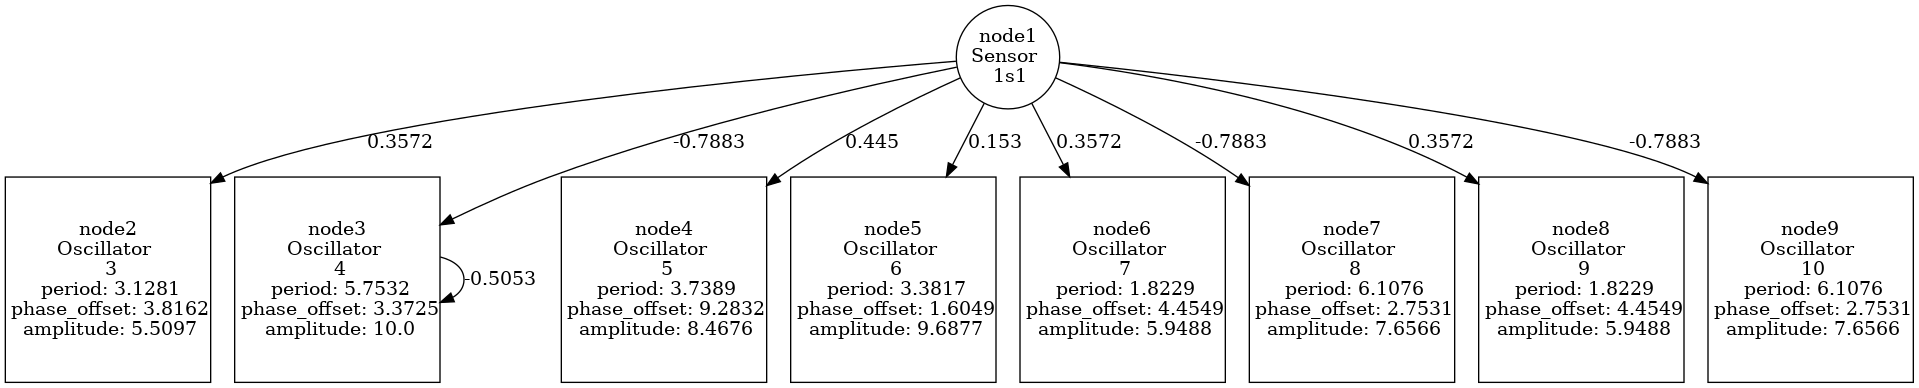 node1
Sensor
1s1
0.3572
-0.7883
0.445
0.153
0.3572
-0.7883
0.3572
-0.7883
node2
Oscillator
3
period: 3.1281
phase_offset: 3.8162
amplitude: 5.5097
node3
Oscillator
4
period: 5.7532
phase_offset: 3.3725
amplitude: 10.0
-0.5053
node4
Oscillator
5
period: 3.7389
phase_offset: 9.2832
amplitude: 8.4676
node5
Oscillator
6
period: 3.3817
phase_offset: 1.6049
amplitude: 9.6877
node6
Oscillator
7
period: 1.8229
phase_offset: 4.4549
amplitude: 5.9488
node7
Oscillator
8
period: 6.1076
phase_offset: 2.7531
amplitude: 7.6566
node8
Oscillator
9
period: 1.8229
phase_offset: 4.4549
amplitude: 5.9488
node9
Oscillator
10
period: 6.1076
phase_offset: 2.7531
amplitude: 7.6566